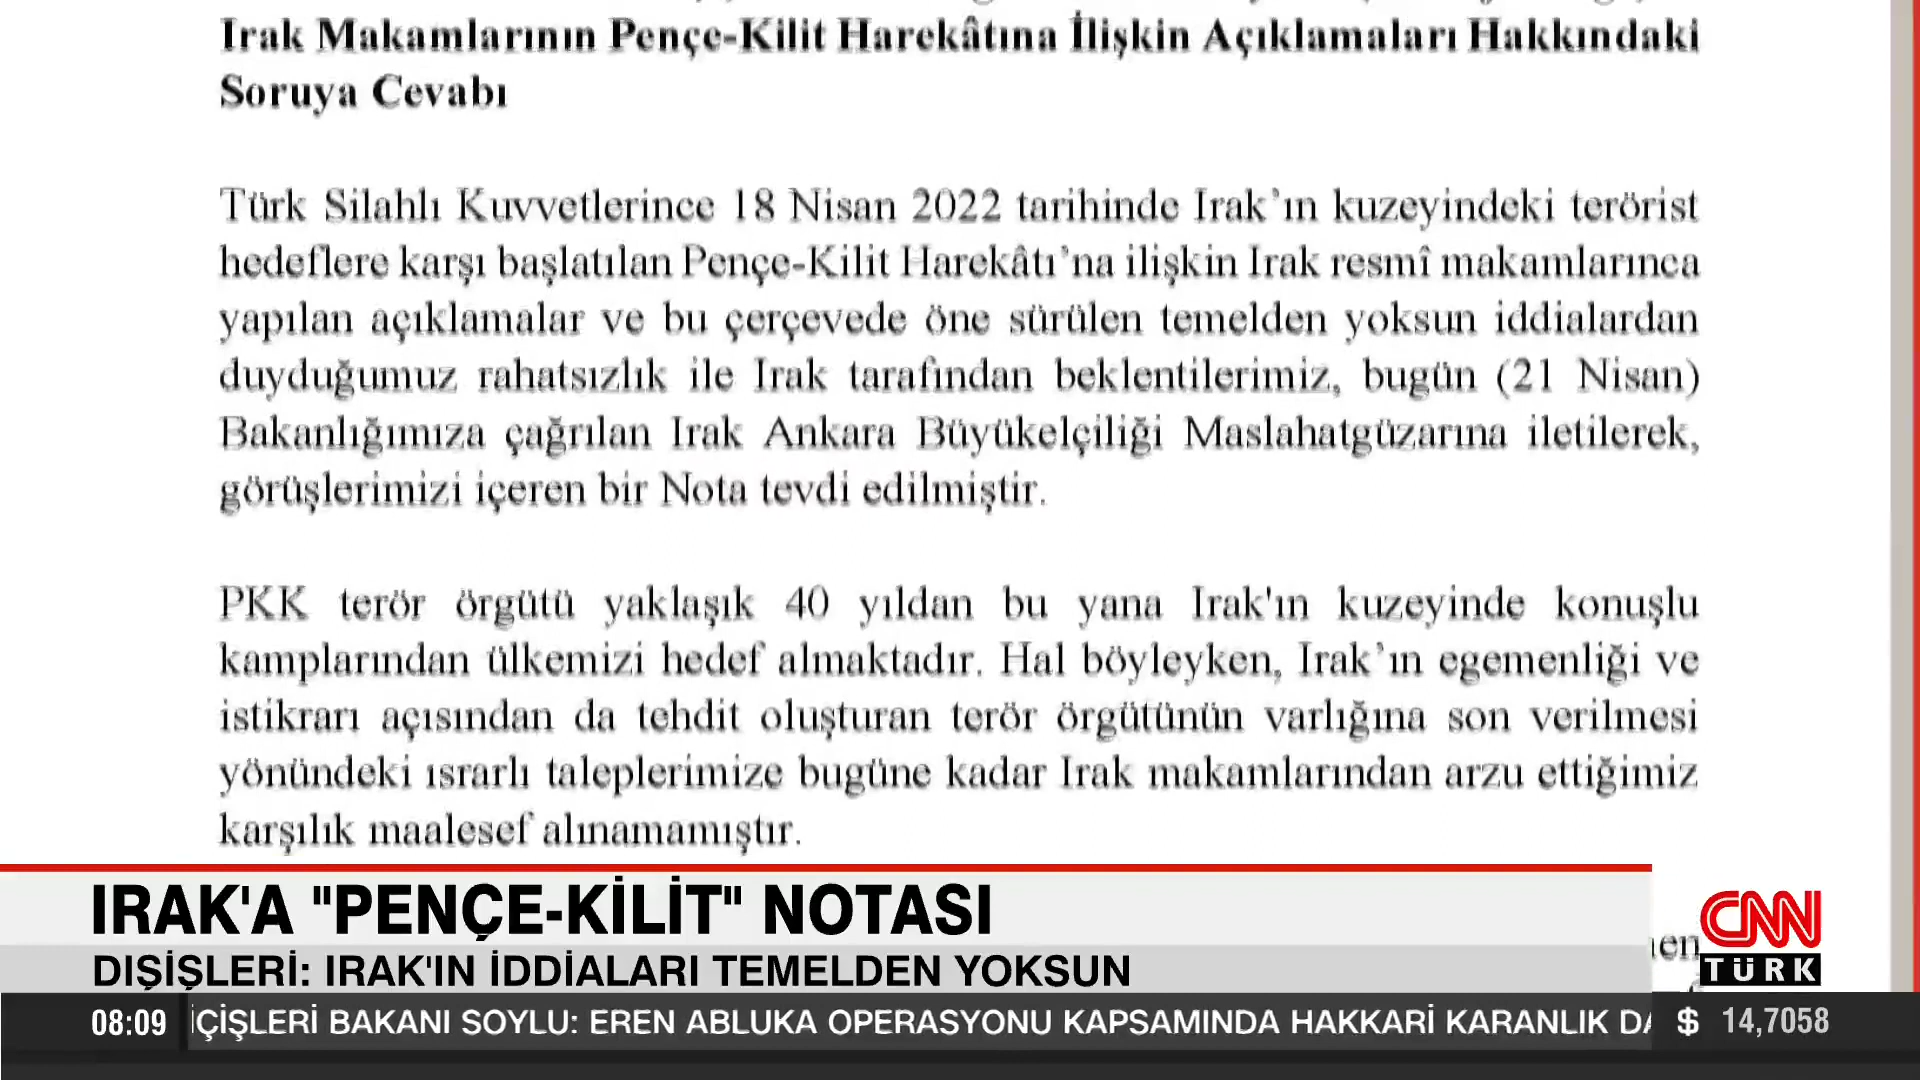 Irak Makamlarının Pençe-Kilit Harekâtına İlişkin Açıklamaları Hakkındaki
Soruya Cevabı
Türk Silahlı Kuvvetlerince 18 Nisan 2022 tarihinde Irak’ın kuzeyindeki terörist
hedeflere karşı başlatılan Pençe-Kilit Harekâtı’na ilişkin Irak resmî makamlarınca
yapılan açıklamalar ve bu çerçevede öne sürülen temelden yoksun iddialardan
duyduğumuz rahatsızlık ile Irak tarafından beklentilerimiz, bugün (21 Nisan)
Bakanlığımıza çağrılan Irak Ankara Büyükelçiliği Maslahatgüzarına iletilerek,
görüşlerimizi içeren bir Nota tevdi edilmiştir.
PKK terör örgütü yaklaşık 40 yıldan bu yana Irak'ın kuzeyinde konuşlu
kamplarından ülkemizi hedef almaktadır. Hal böyleyken, Irak’ın egemenliği ve
istikrarı açısından da tehdit oluşturan terör örgütünün varlığına son verilmesi
yönündeki ısrarlı taleplerimize bugüne kadar Irak makamlarından arzu ettiğimiz
karşılık maalesef alınamamıştır.
IRAK'A "PENÇE-KİLİT" NOTASI
DIŞİŞLERİ: IRAK'IN İDDİALARI TEMELDEN YOKSUN
CNN
TÜRK
08:09 İÇİŞLERİ BAKANI SOYLU: EREN ABLUKA OPERASYONU KAPSAMINDA HAKKARİ KARANLIK $ 14,7058